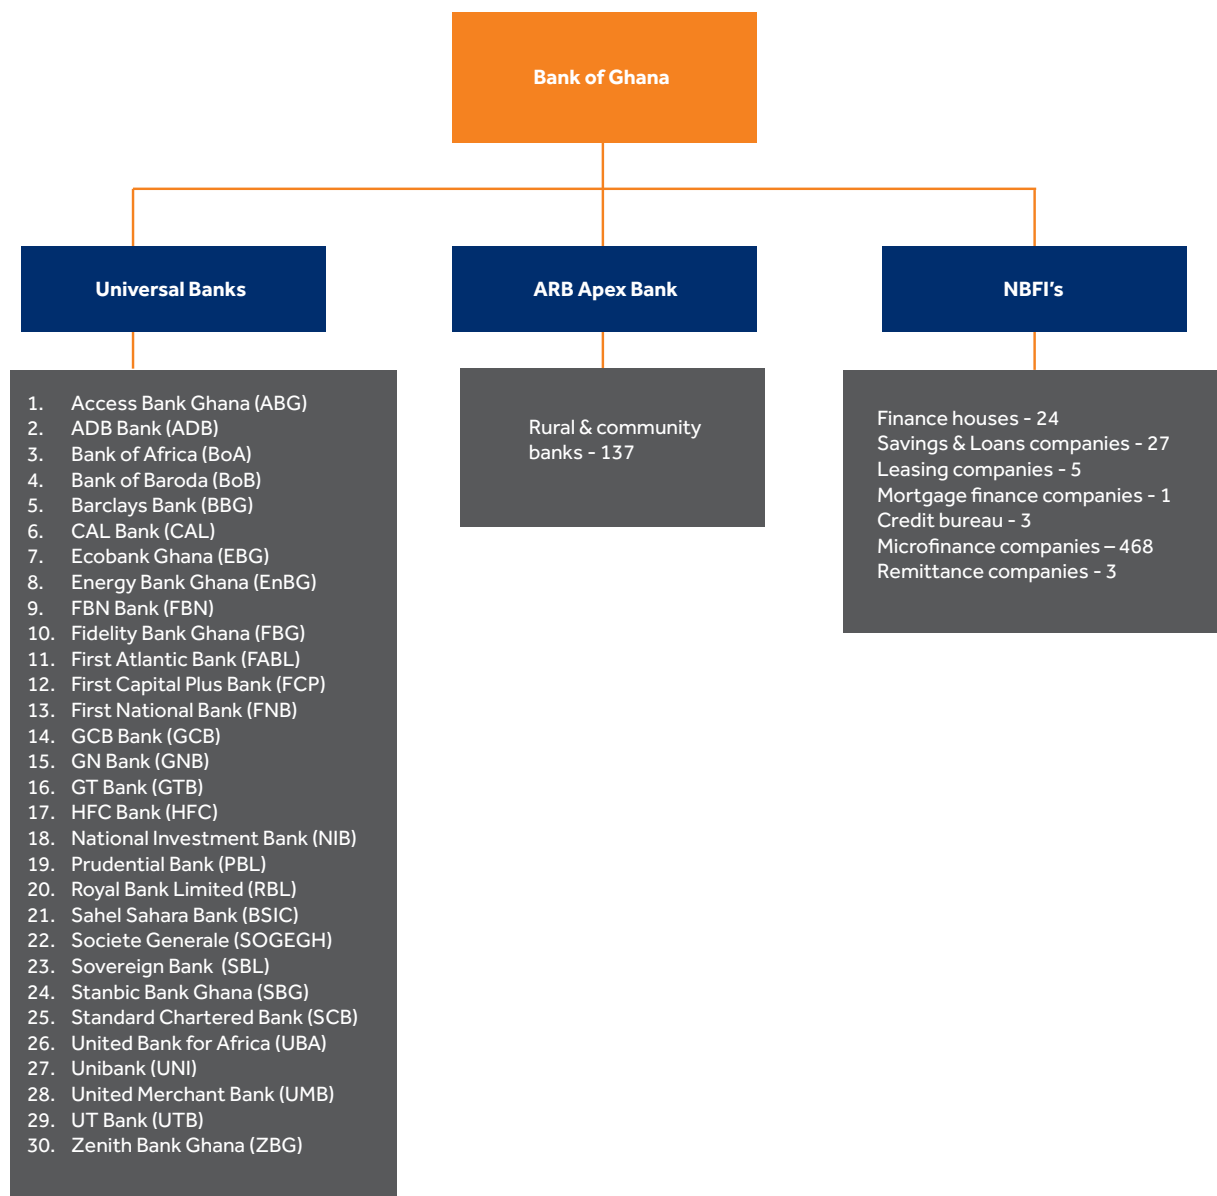 Bank of Ghana
Universal Banks
ARB Apex Bank
NBFI's
1. Access Bank Ghana (ABG)
2. ADB Bank (ADB)
3. Bank of Africa (BoA)
4. Bank of Baroda (BoB)
5. Barclays Bank (BBG)
6. CAL Bank (CAL)
7. Ecobank Ghana (EBG)
8. Energy Bank Ghana (EnBG)
9. FBN Bank (FBN)
10. Fidelity Bank Ghana (FBG)
11. First Atlantic Bank (FABL)
12. First Capital Plus Bank (FCP)
13. First National Bank (FNB)
14. GCB Bank (GCB)
15. GN Bank (GNB)
16. GT Bank (GTB)
17. HFC Bank (HFC)
18. National Investment Bank (NIB)
19. Prudential Bank (PBL)
20. Royal Bank Limited (RBL)
21. Sahel Sahara Bank (BSIC)
22. Societe Generale (SOGEGH)
23. Sovereign Bank (SBL)
24. Stanbic Bank Ghana (SBG)
25. Standard Chartered Bank (SCB)
26. United Bank for Africa (UBA)
27. Unibank (UNI)
28. United Merchant Bank (UMB)
29. UT Bank (UTB)
30. Zenith Bank Ghana (ZBG)
Rural & community
banks - 137
Finance houses - 24
Savings & Loans companies - 27
Leasing companies - 5
Mortgage finance companies - 1
Credit bureau - 3
Microfinance companies – 468
Remittance companies - 3